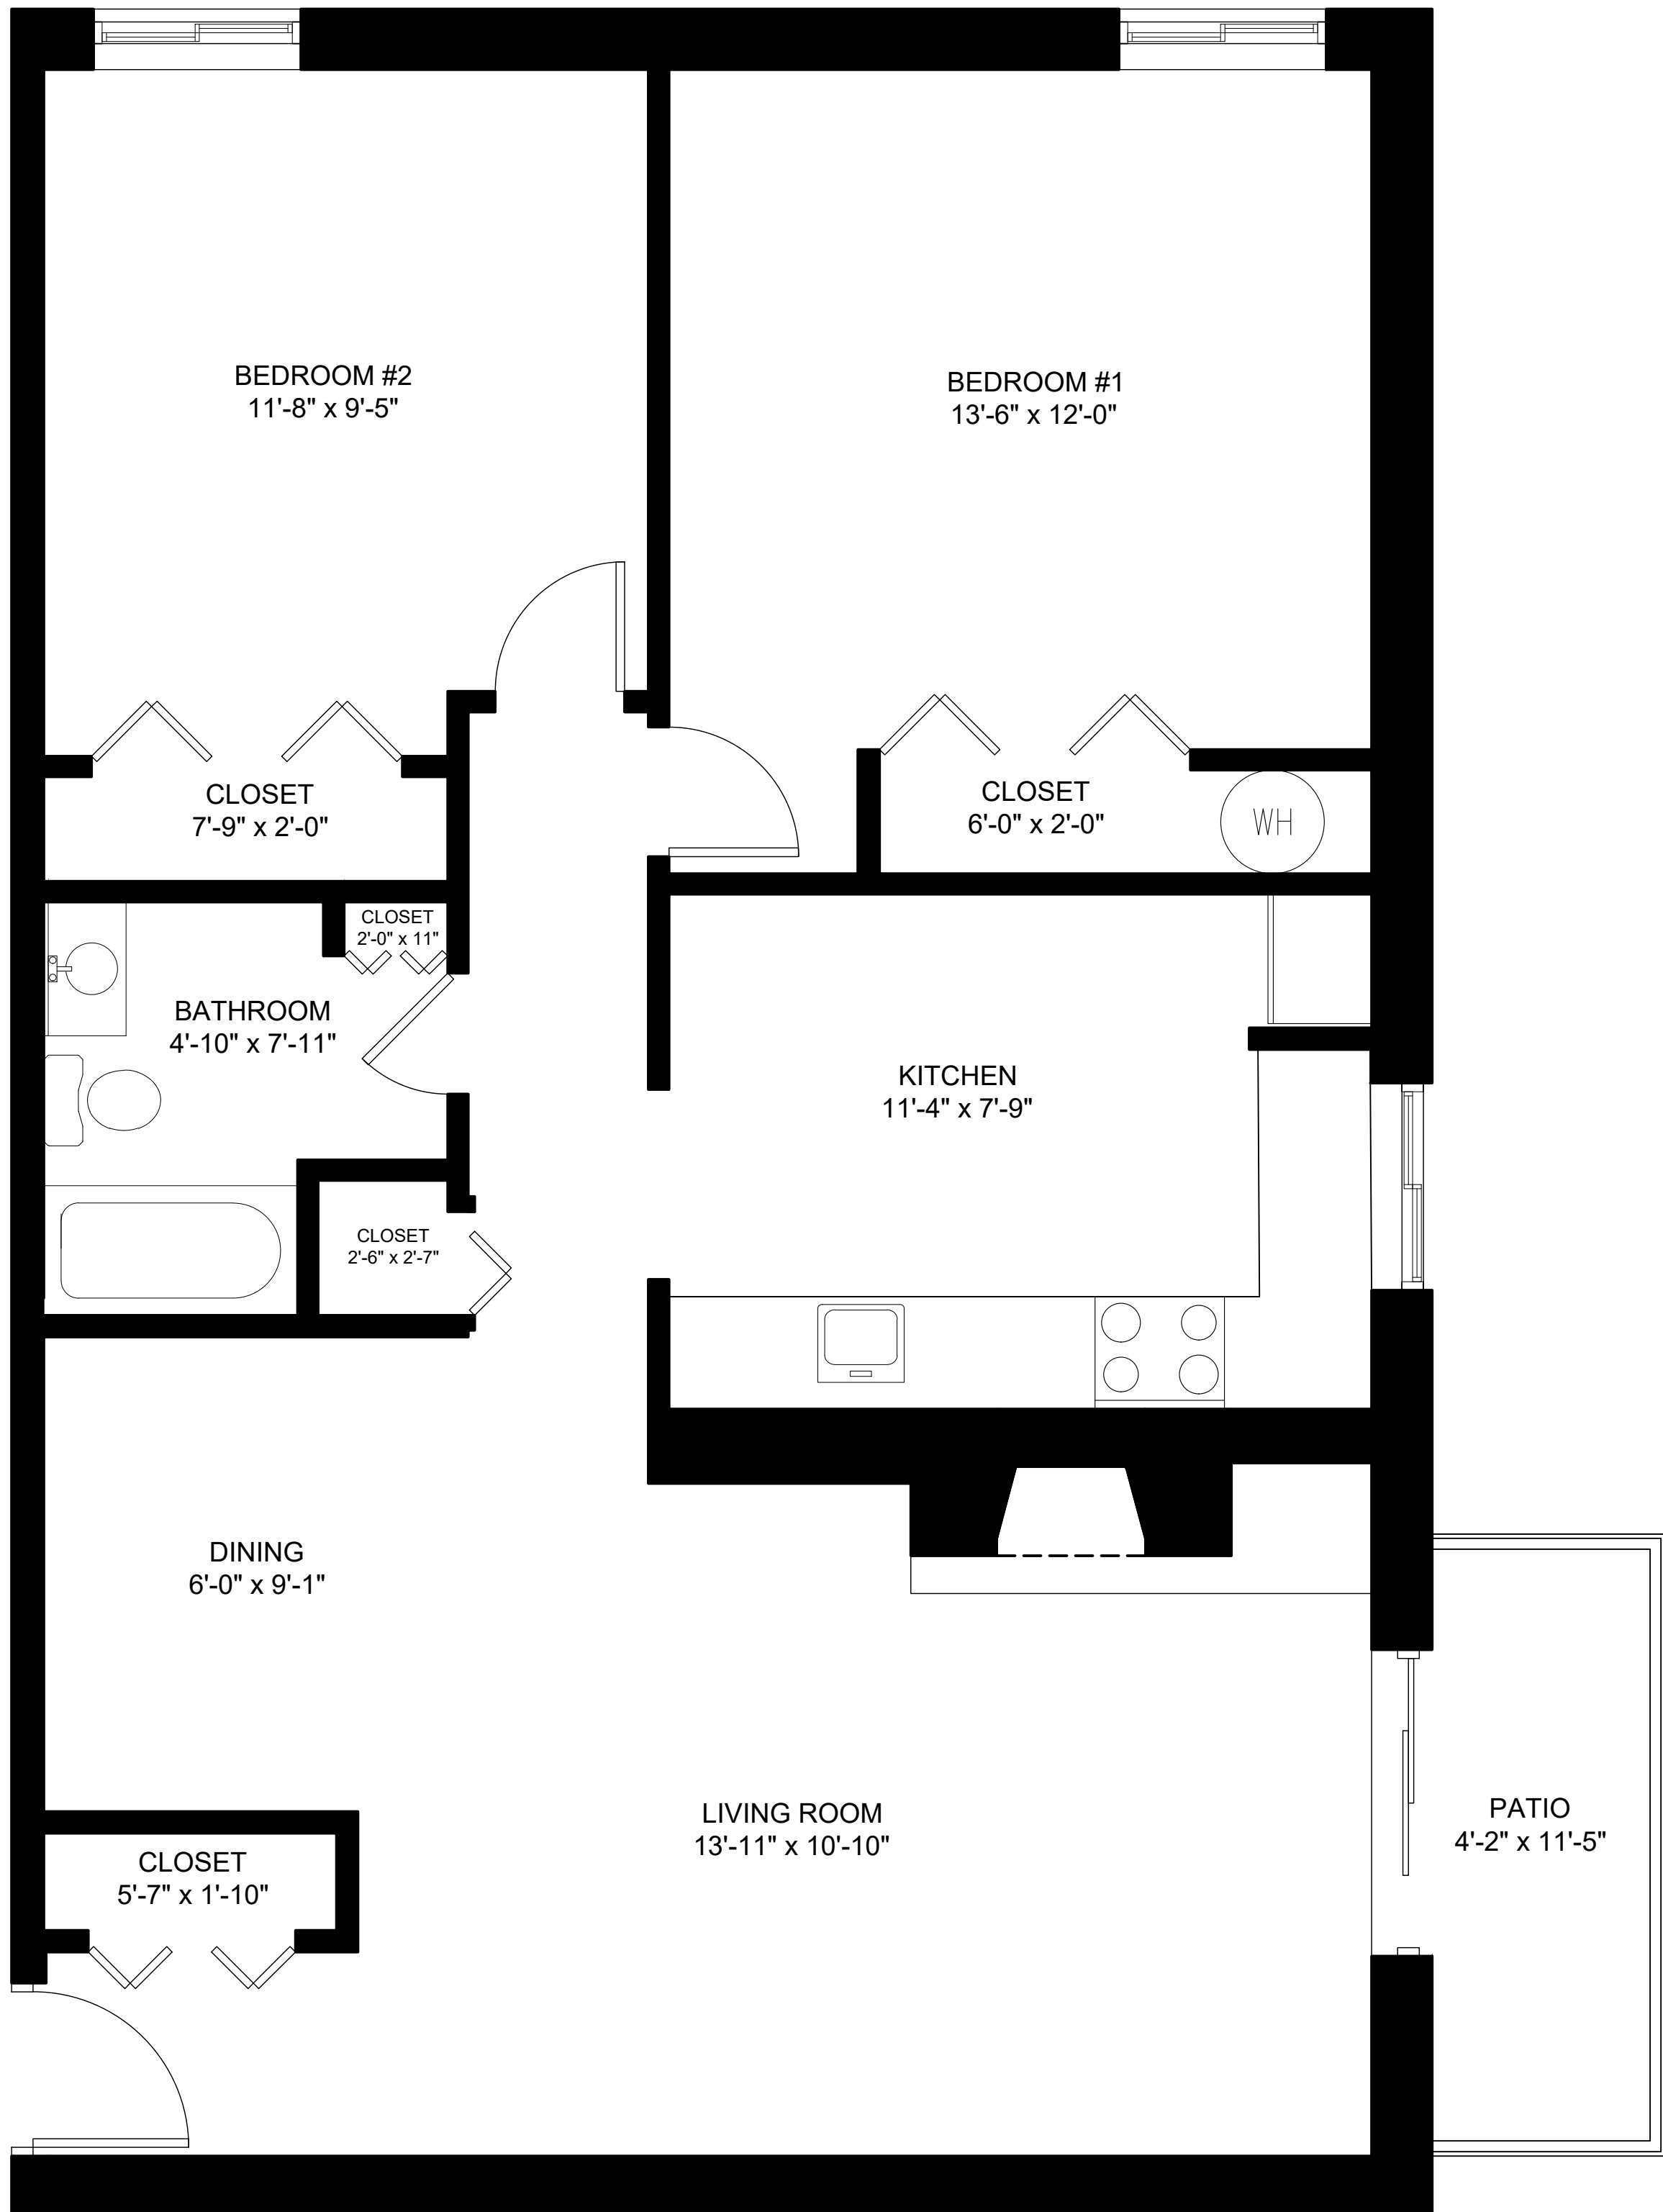 BEDROOM #2
11'-8" x 9'-5"
BEDROOM #1
13'-6" x 12'-0"
CLOSET
7'-9" x 2'-0"
CLOSET
6'-0" x 2'-0"
WH
CLOSET
2'-0" x 11"
BATHROOM
4'-10" x 7'-11"
KITCHEN
11'-4" x 7'-9"
CLOSET
2'-6" x 2'-7"
DINING
6'-0" x 9'-1"
LIVING ROOM
13'-11" x 10'-10"
PATIO
4'-2" x 11'-5"
CLOSET
5'-7" x 1'-10"